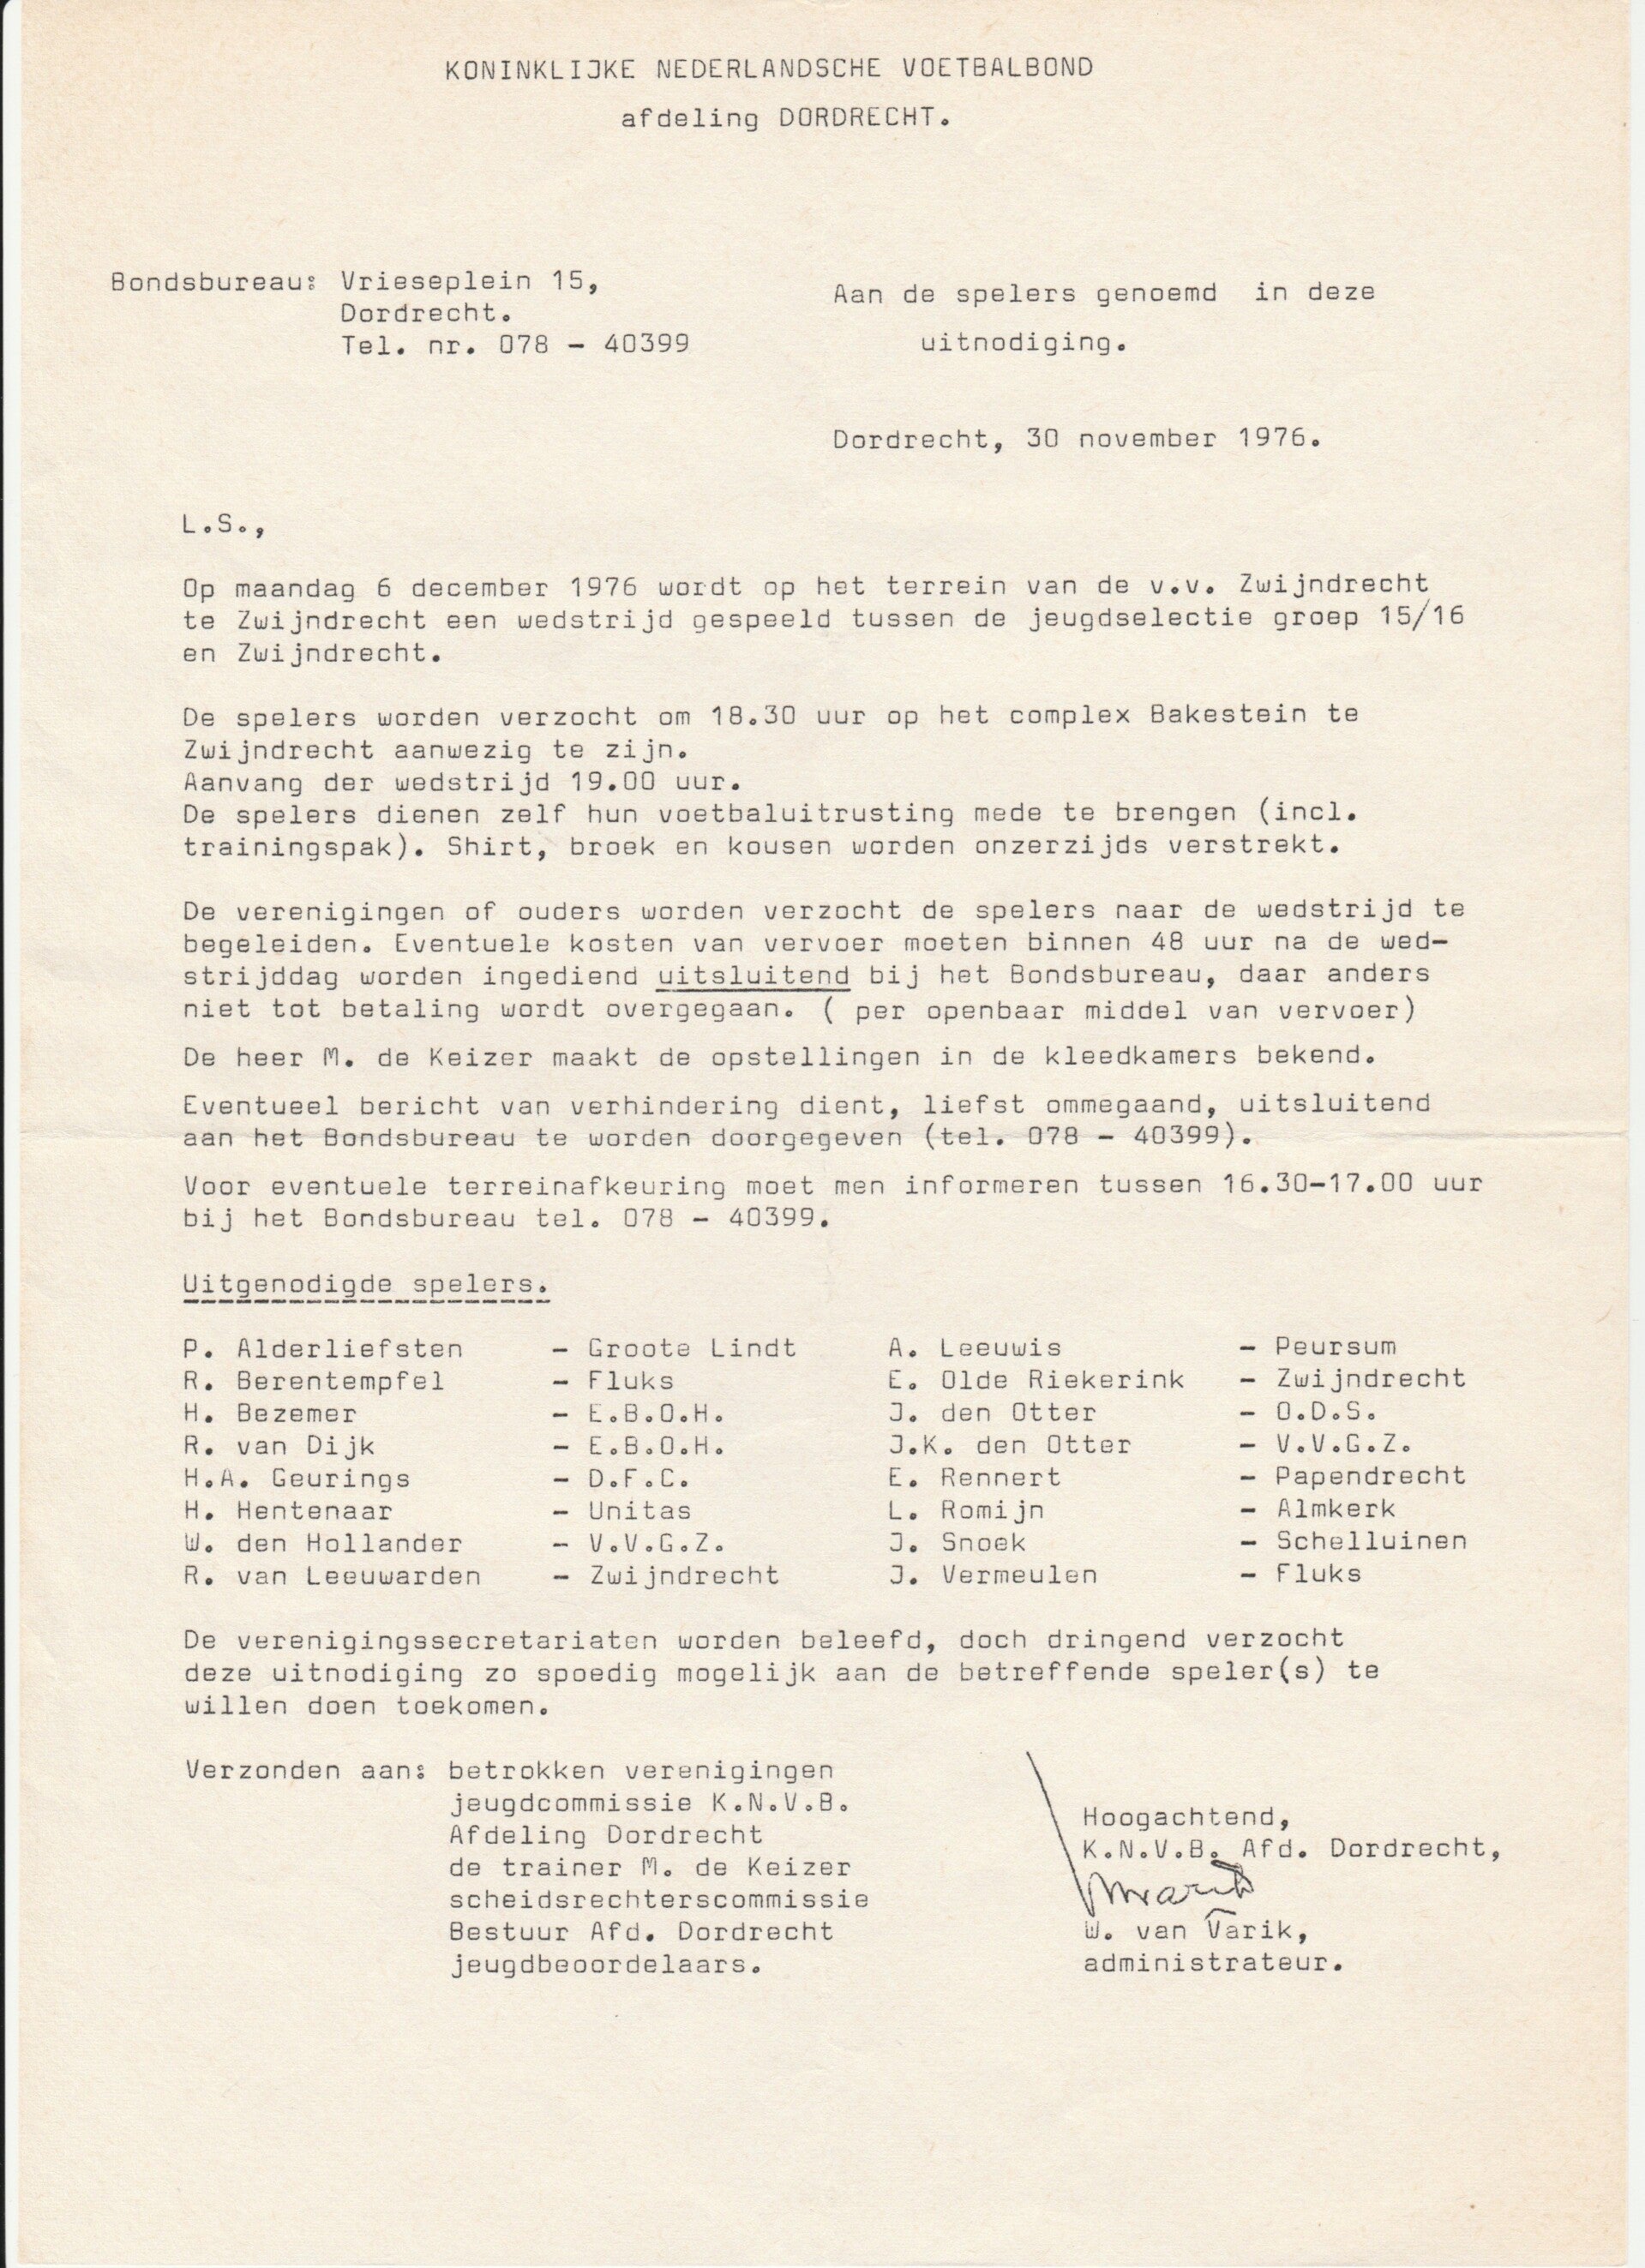 KONINKLIJKE NEDERLANDSCHE VOETBALBOND
afdeling DORDRECHT.
Bondsbureau: Vrieseplein 15,
Dordrecht.
Tel. nr. 078 - 40399
Aan de spelers genoemd in deze
uitnodiging.
Dordrecht, 30 november 1976.
L.S.,
Op maandag 6 december 1976 wordt op het terrein van de v.v. Zwijndrecht
te Zwijndrecht een wedstrijd gespeeld tussen de jeugdselectie groep 15/16
en Zwijndrecht.
De spelers worden verzocht om 18.30 uur op het complex Bakestein te
Zwijndrecht aanwezig te zijn.
Aanvang der wedstrijd 19.00 uur.
De spelers dienen zelf hun voetbaluitrusting mede te brengen (incl.
trainingspak). Shirt, broek en kousen worden onzerzijds verstrekt.
De verenigingen of ouders worden verzocht de spelers naar de wedstrijd te
begeleiden. Eventuele kosten van vervoer moeten binnen 48 uur na de wed-
strijddag worden ingediend uitsluitend bij het Bondsbureau, daar anders
niet tot betaling wordt overgegaan. ( per openbaar middel van vervoer)
De heer M. de Keizer maakt de opstellingen in de kleedkamers bekend.
Eventueel bericht van verhindering dient, liefst ommegaand, uitsluitend
aan het Bondsbureau te worden doorgegeven (tel. 078 - 40399).
Voor eventuele terreinafkeuring moet men informeren tussen 16.30-17.00 uur
bij het Bondsbureau tel. 078 - 40399.
Uitgenodigde spelers.
P. Alderliefsten - Groote Lindt A. Leeuwis - Peursum
R. Berentempfel - Fluks E. Olde Riekerink - Zwijndrecht
H. Bezemer - E.B.O.H. J. den Otter - O.D.S.
R. van Dijk - E.B.O.H. J.K. den Otter - V.V.G.Z.
H.A. Geurings - D.F.C. E. Rennert - Papendrecht
H. Hentenaar - Unitas L. Romijn - Almkerk
W. den Hollander - V.V.G.Z. J. Snoek - Schelluinen
R. van Leeuwarden - Zwijndrecht J. Vermeulen - Fluks
De verenigingssecretariaten worden beleefd, doch dringend verzocht
deze uitnodiging zo spoedig mogelijk aan de betreffende speler(s) te
willen doen toekomen.
Verzonden aan: betrokken verenigingen
jeugdcommissie K.N.V.B.
Afdeling Dordrecht
de trainer M. de Keizer
scheidsrechterscommissie
Bestuur Afd. Dordrecht
jeugdbeoordelaars.
Hoogachtend,
K.N.V.B. Afd. Dordrecht,
W. van Varik,
administrateur.